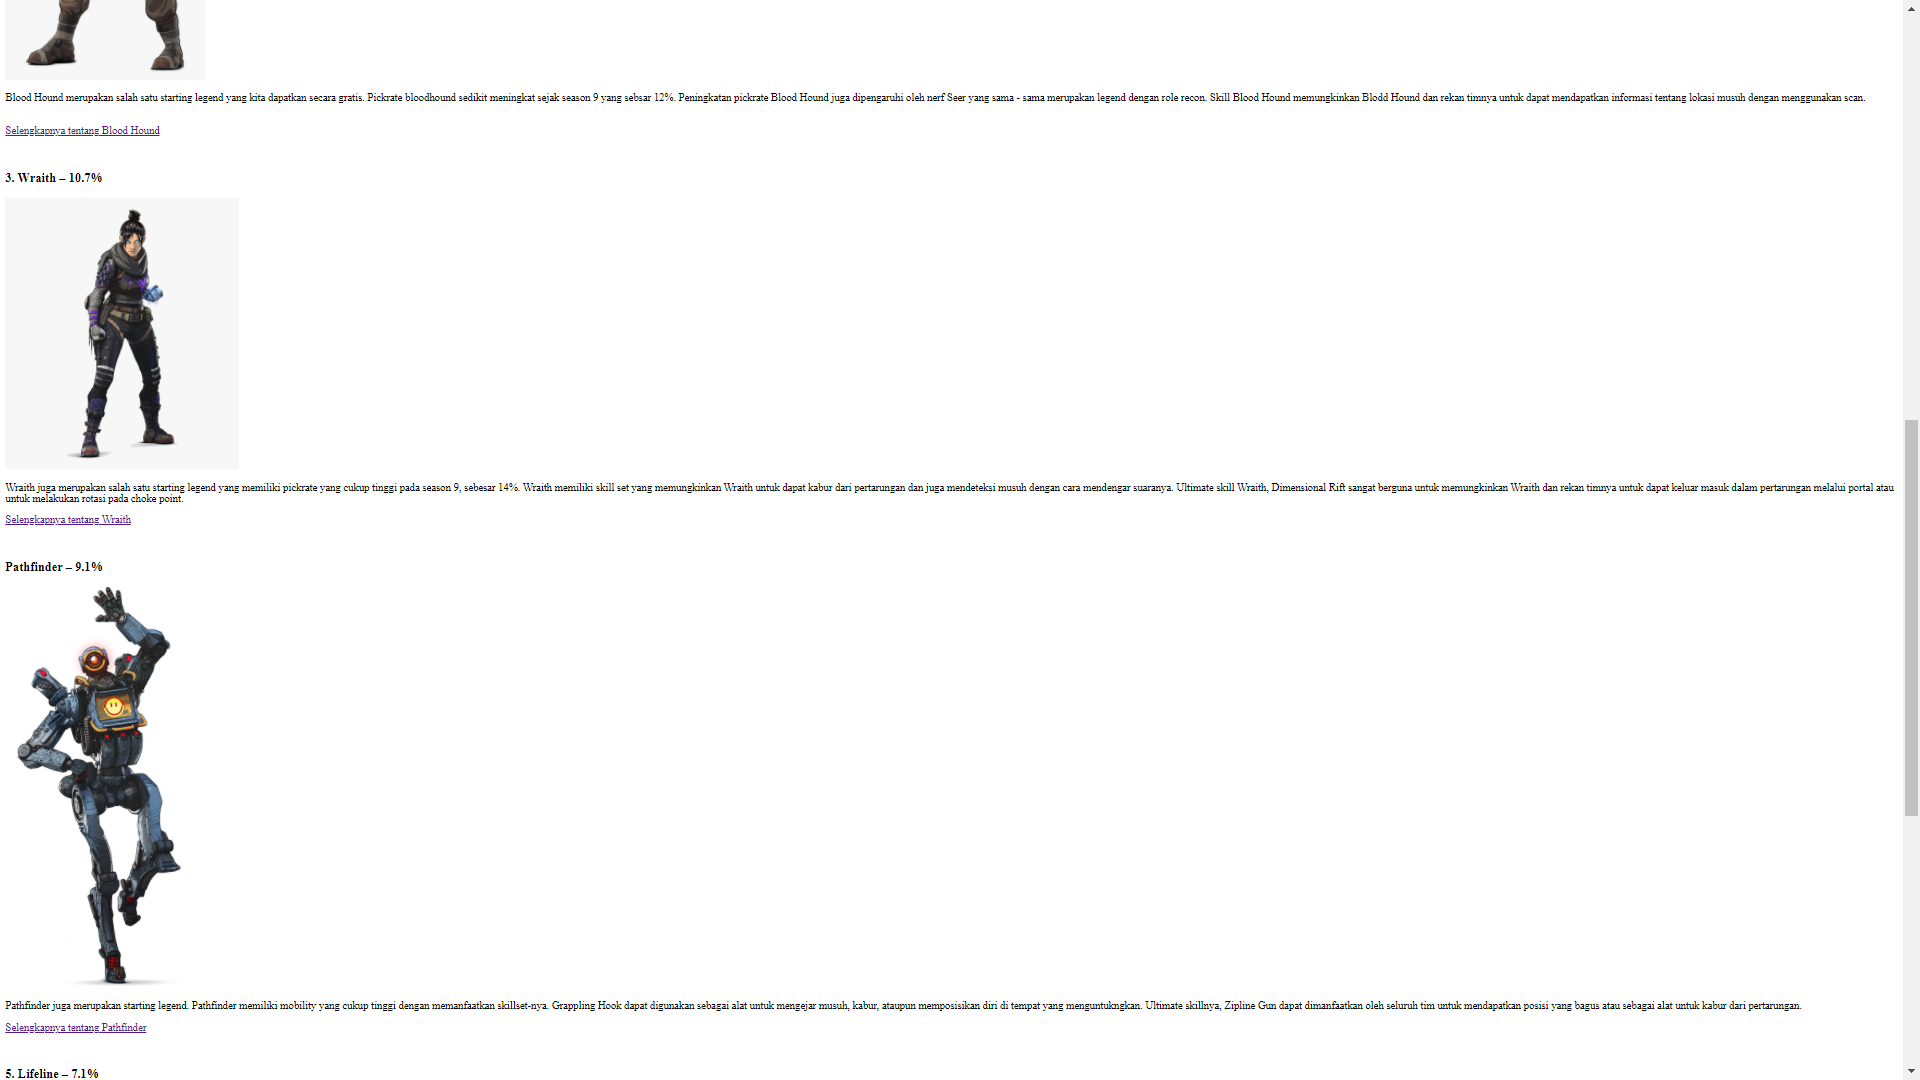 Blood Hound merupakan salah satu starting legend yang kita dapatkan secara gratis. Pickrate bloodhound sedikit meningkat sejak season 9 yang sebsar 12%. Peningkatan pickrate Blood Hound juga dipengaruhi oleh nerf Seer yang sama - sama merupakan legend dengan role recon. Skill Blood Hound memungkinkan Blodd Hound dan rekan timnya untuk dapat mendapatkan informasi tentang lokasi musuh dengan menggunakan scan.
Selengkapnya tentang Blood Hound
3. Wraith – 10.7%
Wraith juga merupakan salah satu starting legend yang memiliki pickrate yang cukup tinggi pada season 9, sebesar 14%. Wraith memiliki skill set yang memungkinkan Wraith untuk dapat kabur dari pertarungan dan juga mendeteksi musuh dengan cara mendengar suaranya. Ultimate skill Wraith, Dimensional Rift sangat berguna untuk memungkinkan Wraith dan rekan timnya untuk dapat keluar masuk dalam pertarungan melalui portal atau
untuk melakukan rotasi pada choke point.
Selengkapnya tentang Wraith
Pathfinder – 9.1%
Pathfinder juga merupakan starting legend. Pathfinder memiliki mobility yang cukup tinggi dengan memanfaatkan skillset-nya. Grappling Hook dapat digunakan sebagai alat untuk mengejar musuh, kabur, ataupun memposisikan diri di tempat yang menguntukngkan. Ultimate skillnya, Zipline Gun dapat dimanfaatkan oleh seluruh tim untuk mendapatkan posisi yang bagus atau sebagai alat untuk kabur dari pertarungan.
Selengkapnya tentang Pathfinder
5. Lifeline – 7.1%